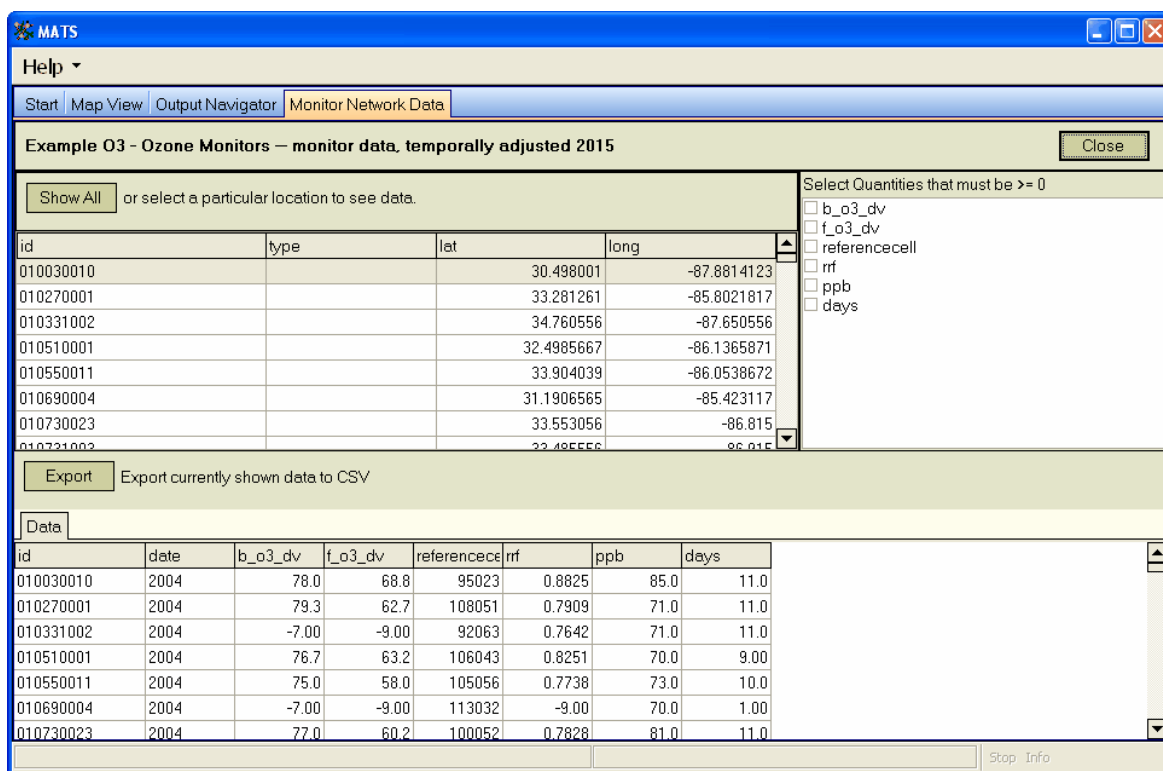 MATS
Help
Start Map View Output Navigator Monitor Network Data
Example O3 - Ozone Monitors — monitor data, temporally adjusted 2015 Close
Show All or select a particular location to see data.
id type lat long
010030010 30.498001 -87.8814123
010270001 33.281261 -85.8021817
010331002 34.760556 -87.650556
010510001 32.4985667 -86.1365871
010550011 33.904039 -86.0538672
010690004 31.1906565 -85.423117
010730023 33.553056 -86.815
Select Quantities that must be >= 0
b_o3_dv
f_o3_dv
referencecell
rrf
ppb
days
Export Export currently shown data to CSV
Data
id date b_o3_dv f_o3_dv referencece rrf ppb days
010030010 2004 78.0 68.8 95023 0.8825 85.0 11.0
010270001 2004 79.3 62.7 108051 0.7909 71.0 11.0
010331002 2004 -7.00 -9.00 92063 0.7642 71.0 11.0
010510001 2004 76.7 63.2 106043 0.8251 70.0 9.00
010550011 2004 75.0 58.0 105056 0.7738 73.0 10.0
010690004 2004 -7.00 -9.00 113032 -9.00 70.0 1.00
010730023 2004 77.0 60.2 100052 0.7828 81.0 11.0
Stop Info